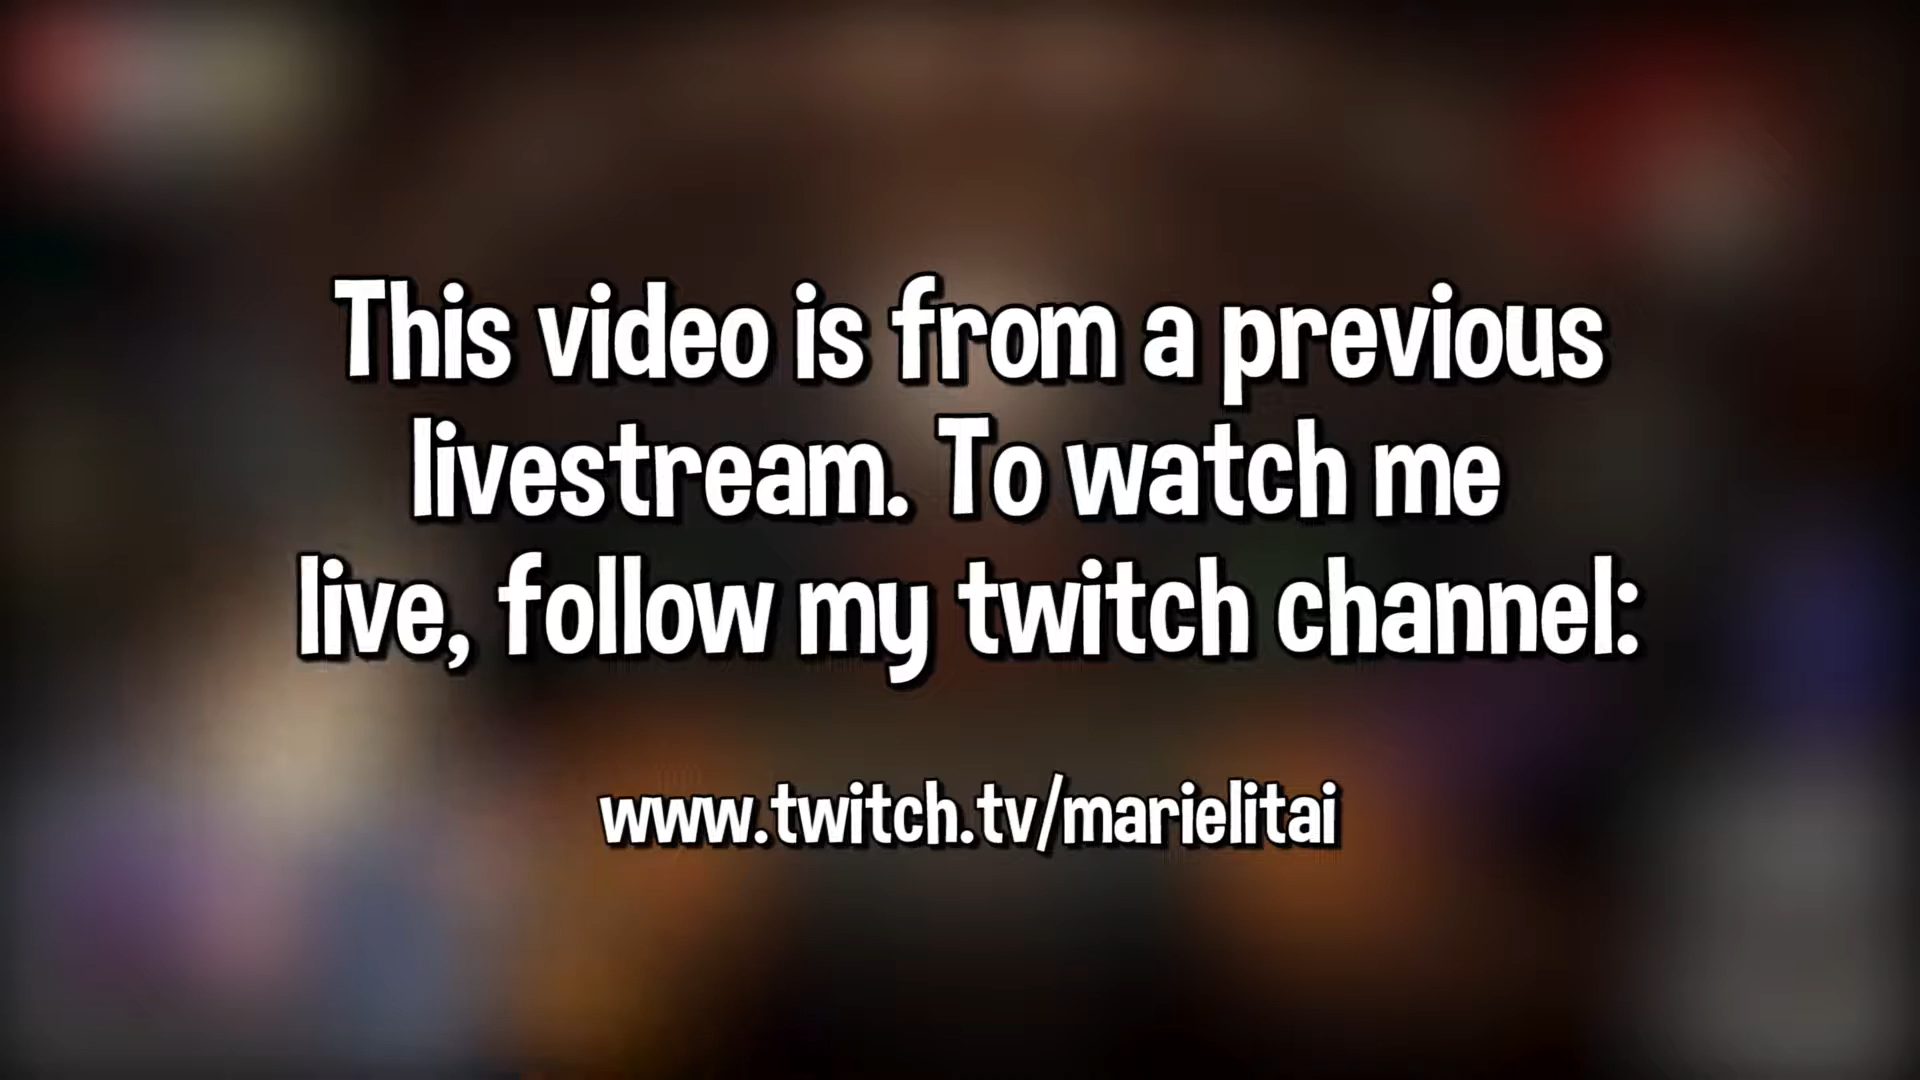 This video is from a previous
livestream. To watch me
live, follow my twitch channel:
www.twitch.tv/marielitai